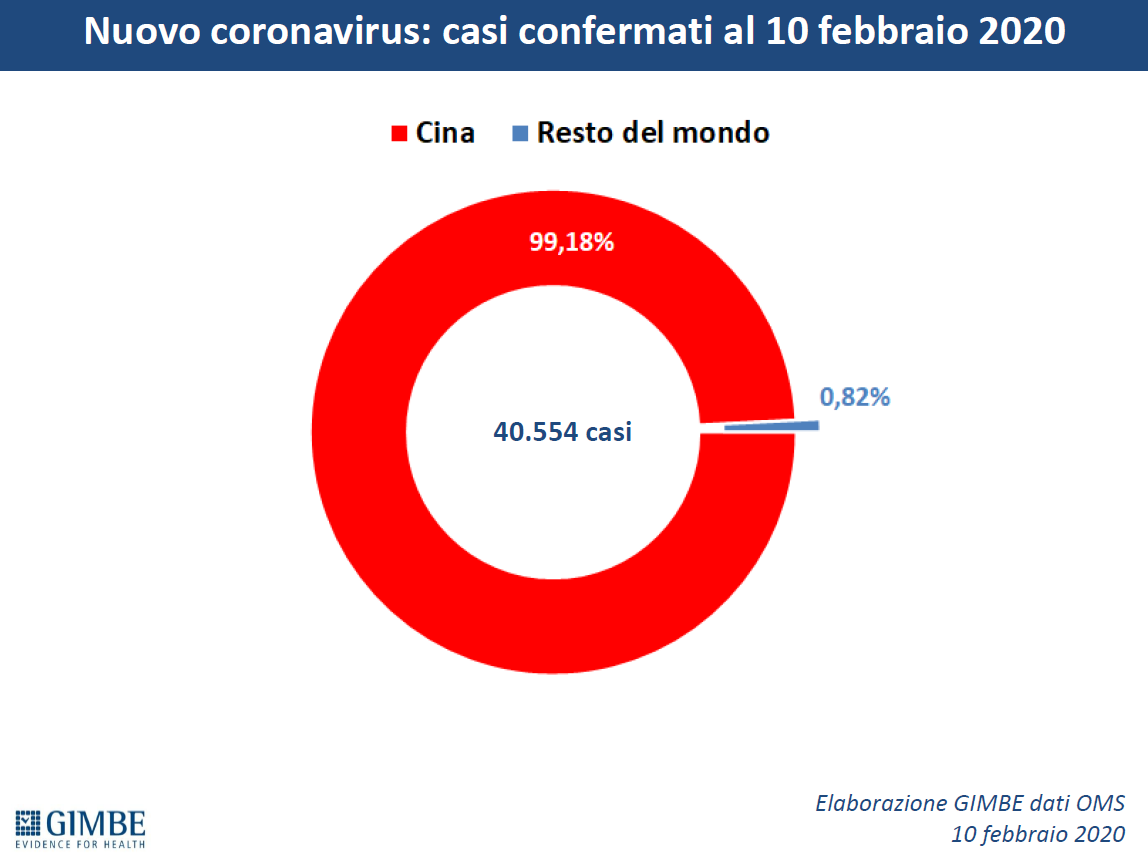 Nuovo coronavirus: casi confermati al 10 febbraio 2020
Cina Resto del mondo
99,18%
0,82%
40.554 casi
Elaborazione GIMBE dati OMS
10 febbraio 2020
GIMBE
EVIDENCE FOR HEALTH